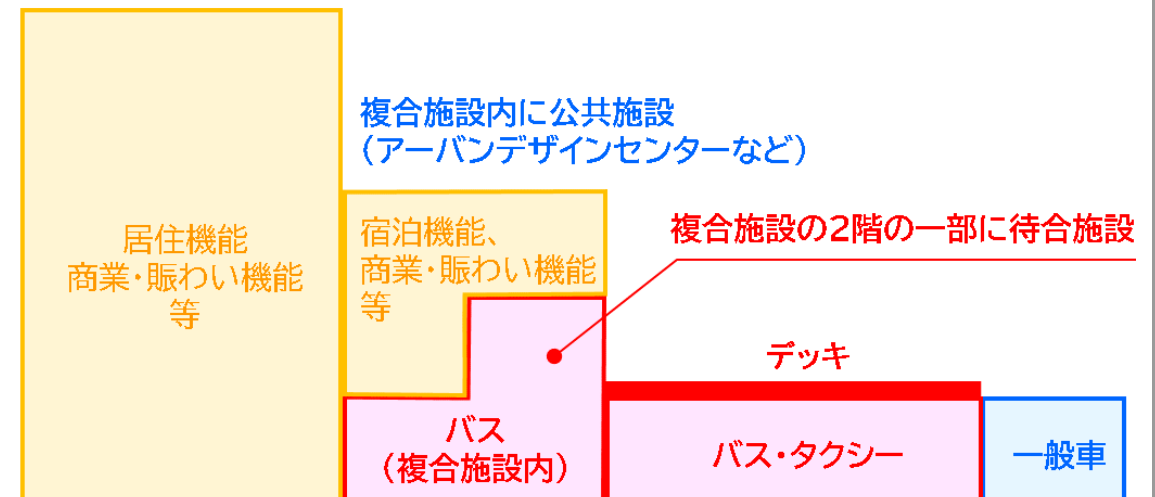 複合施設内に公共施設
（アーバンデザインセンターなど）
居住機能
商業・賑わい機能
等
宿泊機能、
商業・賑わい機能
等
複合施設の2階の一部に待合施設
デッキ
バス
（複合施設内）
バス・タクシー
一般車